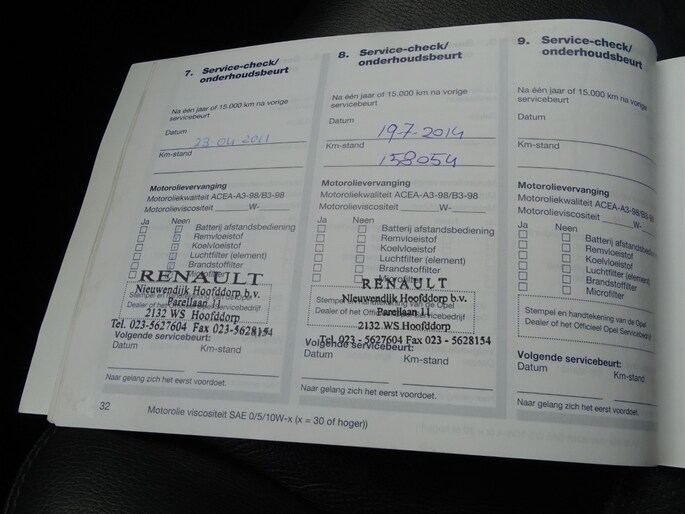 7. Service-check/
onderhoudsbeurt
Na één jaar of 15.000 km na vorige
servicebeurt
Datum
23-04-2011
Km-stand
Motorolievervanging
Motoroliekwaliteit ACEA-A3-98/B3-98
Motorolieviscositeit ______W-______
Ja Neen
Batterij afstandsbediening
Remvloeistof
Koelvloeistof
Luchtfilter (element)
Brandstoffilter
RENAULT
Nieuwendijk Hoofddorp b.v.
Parellaan 11
2132 WS Hoofddorp
Tel. 023-5627604 Fax 023-5628154
Volgende servicebeurt:
Datum Km-stand
Naar gelang zich het eerst voordoet.
32
Motorolie viscositeit SAE 0/5/10W-x (x = 30 of hoger))
8. Service-check/
onderhoudsbeurt
Na één jaar of 15.000 km na vorige
servicebeurt
Datum
19-7-2014
Km-stand
158054
Motorolievervanging
Motoroliekwaliteit ACEA-A3-98/B3-98
Motorolieviscositeit ______W-______
Ja Neen
Batterij afstandsbediening
Remvloeistof
Koelvloeistof
Luchtfilter (element)
Brandstoffilter
Microfilter
RENAULT
Nieuwendijk Hoofddorp b.v.
Parellaan 11
2132 WS Hoofddorp
Tel. 023 - 5627604 Fax 023 - 5628154
Volgende servicebeurt:
Datum Km-stand
Naar gelang zich het eerst voordoet.
9. Service-check/
onderhoudsbeurt
Na één jaar of 15.000 km na vorige
servicebeurt
Datum
Km-stand
Motorolievervanging
Motoroliekwaliteit ACEA-A3-98/B3-98
Motorolieviscositeit ______W-
Ja Neen
Batterij afstandsbediening
Remvloeistof
Koelvloeistof
Luchtfilter (element)
Brandstoffilter
Microfilter
Stempel en handtekening van de Opel
Dealer of het Officieel Opel Servicebedrijf
Volgende servicebeurt:
Datum Km-stand
Naar gelang zich het eerst voordoet.